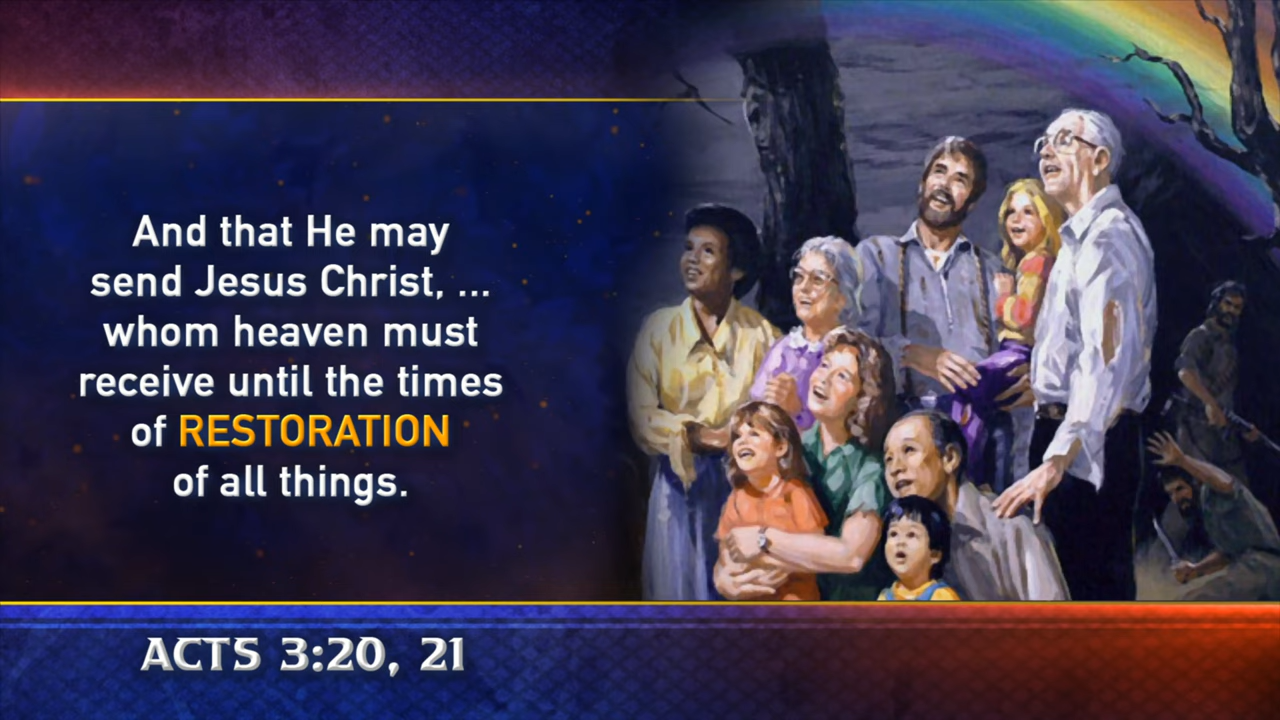 And that He may
send Jesus Christ, ...
whom heaven must
receive until the times
of RESTORATION
of all things.
ACTS 3:20, 21